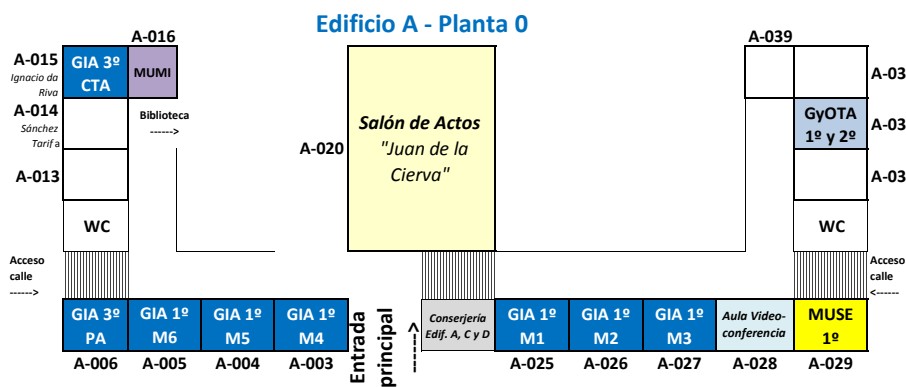 Edificio A - Planta 0
A-016
A-039
A-015
Ignacio da
Riva
GIA 3º
CTA
MUMI
A-03
A-014
Sánchez
Tarif a
Biblioteca
------>
Salón de Actos
"Juan de la
Cierva"
A-020
GyOTA
1º y 2º
A-03
A-013
A-03
WC
WC
Acceso
calle
------>
Acceso
calle
<------
GIA 3º
PA
GIA 1º
M6
GIA 1º
M5
GIA 1º
M4
Entrada
principal
------>
Conserjería
Edif. A, C y D
GIA 1º
M1
GIA 1º
M2
GIA 1º
M3
Aula Video-
conferencia
MUSE
1º
A-006
A-005
A-004
A-003
A-025
A-026
A-027
A-028
A-029